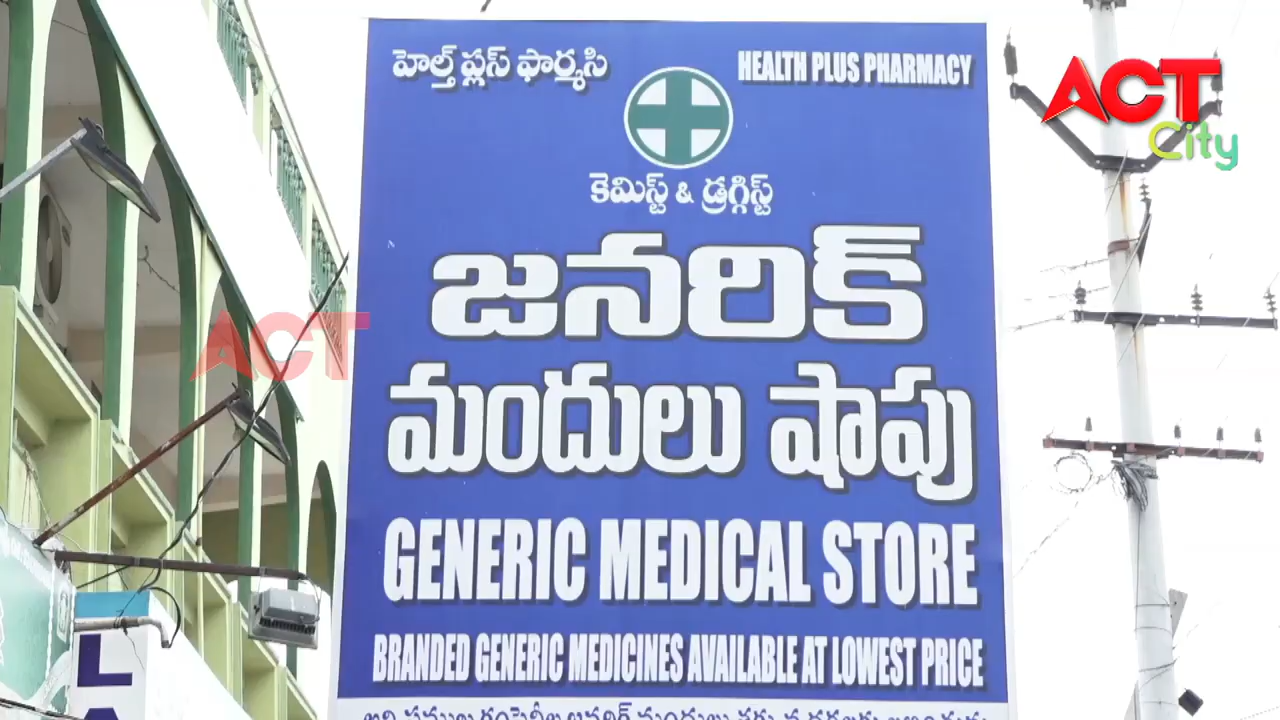 హెల్త్ ప్లస్ ఫార్మసి
HEALTH PLUS PHARMACY
ACT
City
కెమిస్ట్ & డ్రగ్గిస్ట్
జనరిక్
ACT
మందులు షాపు
GENERIC MEDICAL STORE
BRANDED GENERIC MEDICINES AVAILABLE AT LOWEST PRICE